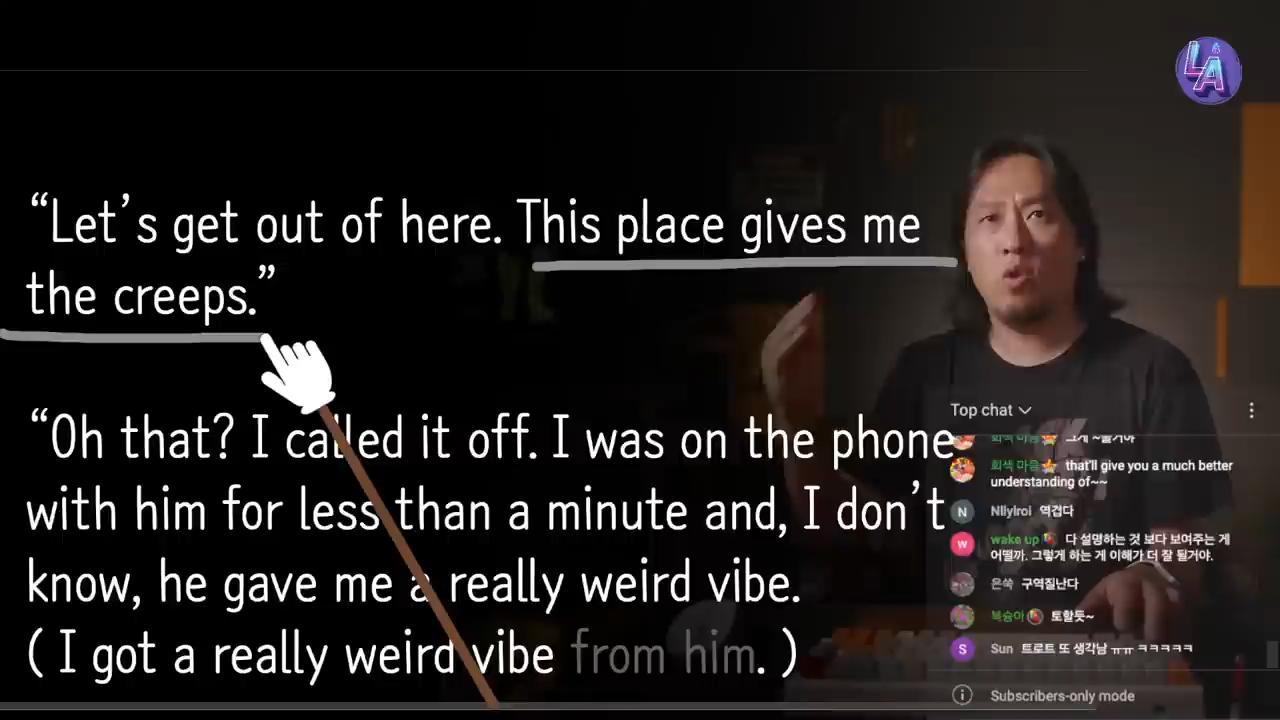 LA
“Let’s get out of here. This place gives me
the creeps.”
“Oh that? I called it off. I was on the phone
with him for less than a minute and, I don’t
know, he gave me a really weird vibe.
( I got a really weird vibe from him. )
Top chat
희색 마음 that'll give you a much better
understanding of~~
N Nllylroi 역겹다
W wake up 다 설명하는 것 보다 보여주는 게
어떨까. 그렇게 하는 게 이해가 더 잘 될거야.
은쑥 구역질난다
복슝아 토할듯~
S Sun 트로트 또 생각남 ㅠㅠ ㅋㅋㅋㅋㅋ
Subscribers-only mode